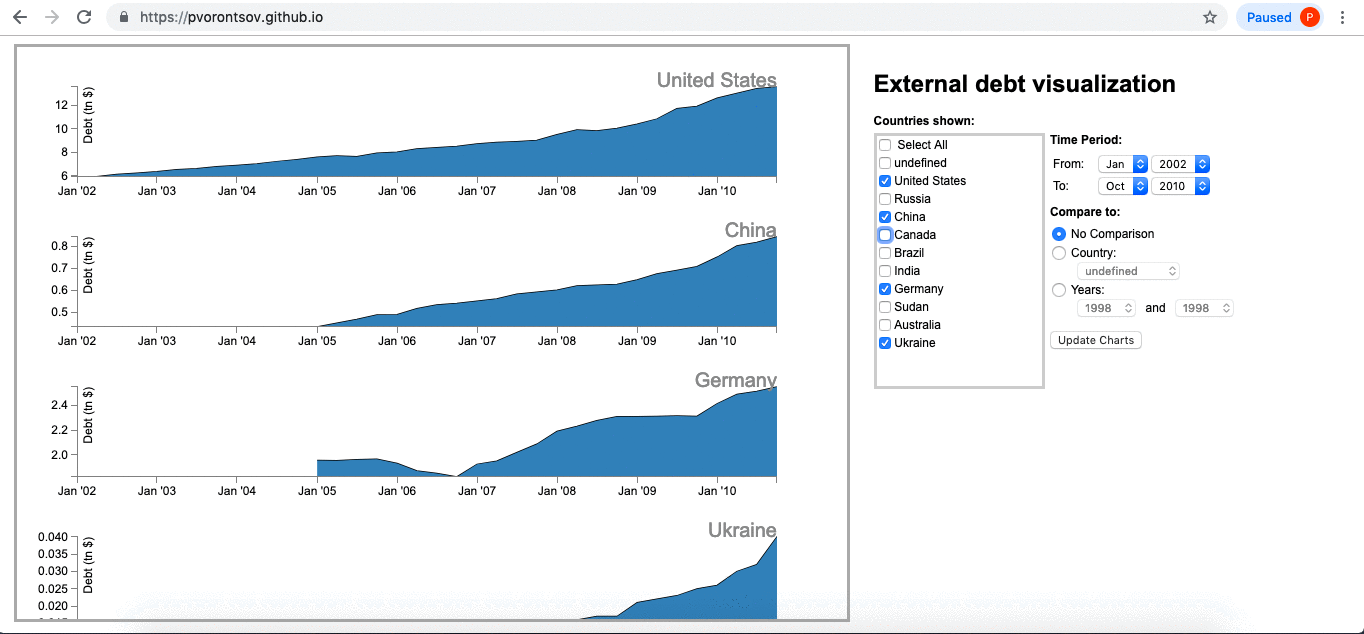 https://pvorontsov.github.io
Paused P
United States
Debt (tn $)
12
10
8
6
Jan '02 Jan '03 Jan '04 Jan '05 Jan '06 Jan '07 Jan '08 Jan '09 Jan '10
China
Debt (tn $)
0.8
0.7
0.6
0.5
Jan '02 Jan '03 Jan '04 Jan '05 Jan '06 Jan '07 Jan '08 Jan '09 Jan '10
Germany
Debt (tn $)
2.4
2.2
2.0
Jan '02 Jan '03 Jan '04 Jan '05 Jan '06 Jan '07 Jan '08 Jan '09 Jan '10
Ukraine
Debt (tn $)
0.040
0.035
0.030
0.025
0.020
External debt visualization
Countries shown:
Select All
undefined
United States
Russia
China
Canada
Brazil
India
Germany
Sudan
Australia
Ukraine
Time Period:
From: Jan 2002
To: Oct 2010
Compare to:
No Comparison
Country:
undefined
Years:
1998 and 1998
Update Charts